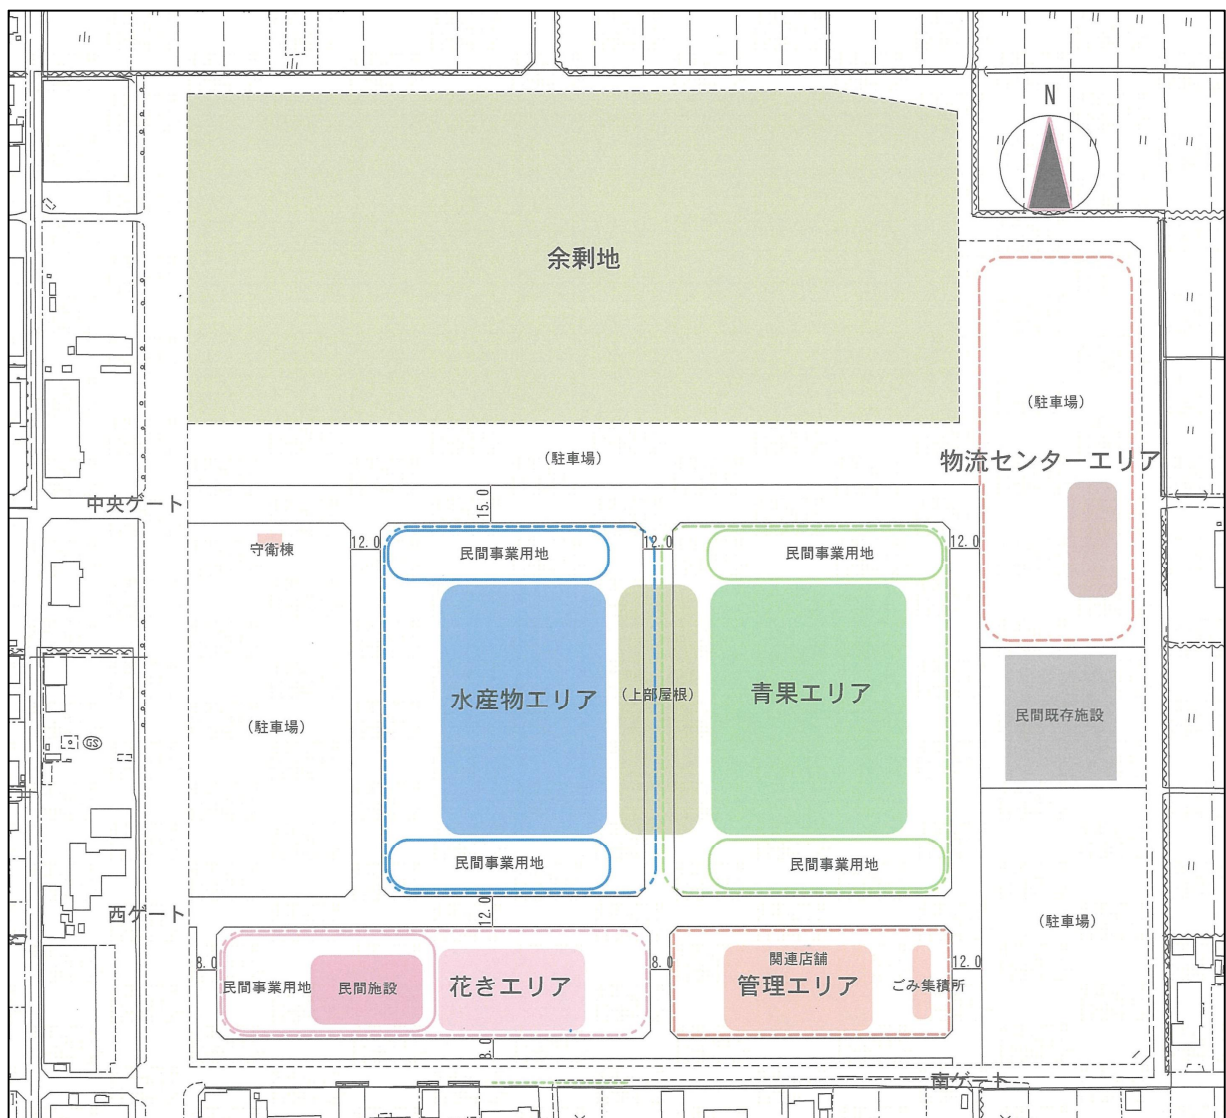 N
余剰地
(駐車場)
(駐車場)
物流センターエリア
中央ゲート
15.0
守衛棟
12.0
民間事業用地
12.0
民間事業用地
12.0
水産物エリア
(上部屋根)
青果エリア
(駐車場)
民間既存施設
GS
民間事業用地
民間事業用地
西ゲート
12.0
(駐車場)
8.0
民間事業用地
民間施設
花きエリア
8.0
関連店舗
管理エリア
ごみ集積所
12.0
8.0
南ゲート